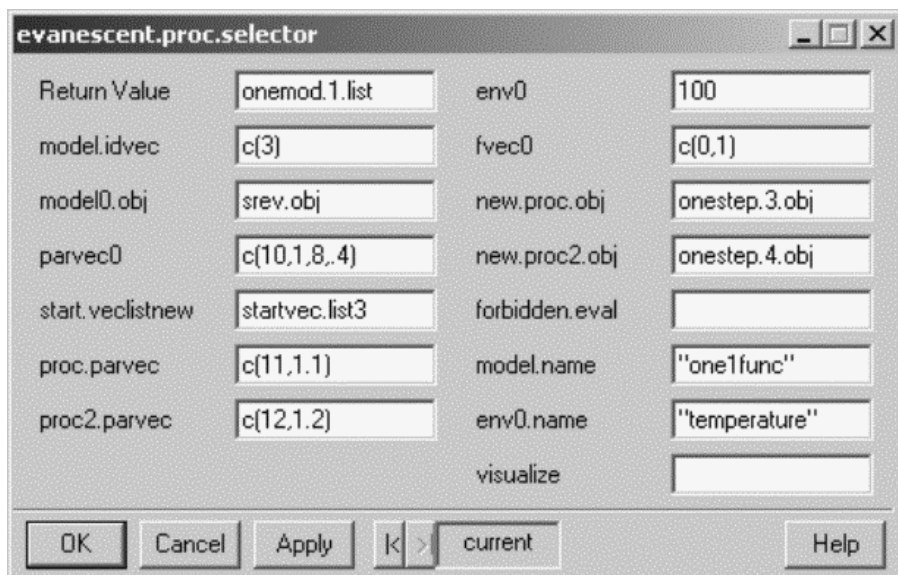 evanescent.proc.selector
Return Value onemod.1.list env0 100
model.idvec c(3) fvec0 c(0,1)
model0.obj srev.obj new.proc.obj onestep.3.obj
parvec0 c(10,1,8,.4) new.proc2.obj onestep.4.obj
start.veclistnew startvec.list3 forbidden.eval
proc.parvec c(11,1.1) model.name "one1func"
proc2.parvec c(12,1.2) env0.name "temperature"
visualize
OK Cancel Apply current Help